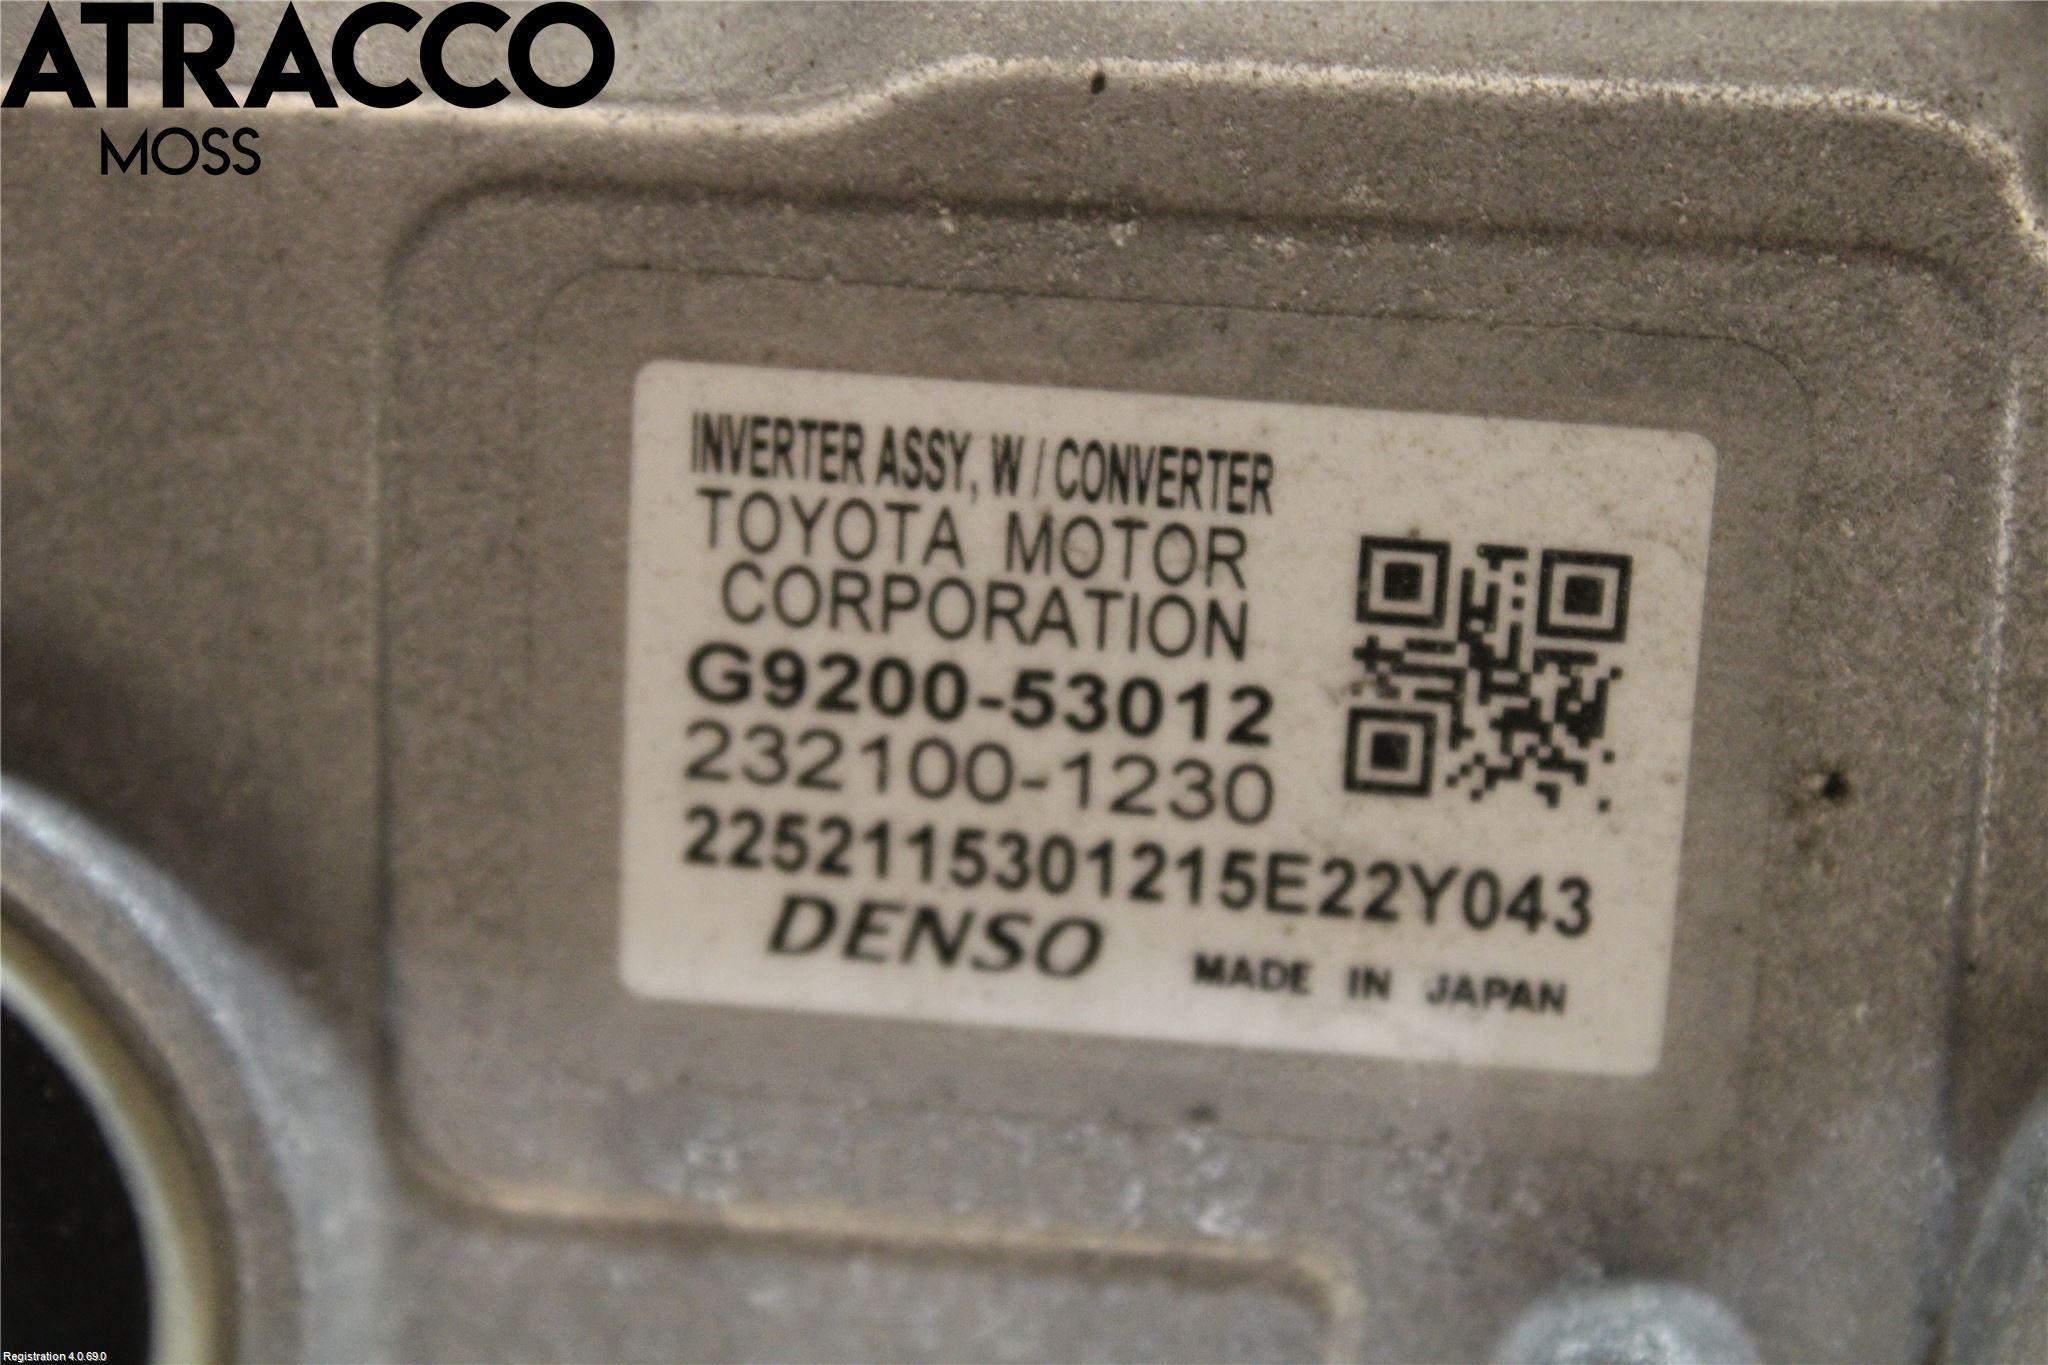 ATRACCO
MOSS
INVERTER ASSY, W / CONVERTER
TOYOTA MOTOR
CORPORATION
G9200-53012
232100-1230
2252115301215E22Y043
DENSO MADE IN JAPAN
Registration 4.0.69.0